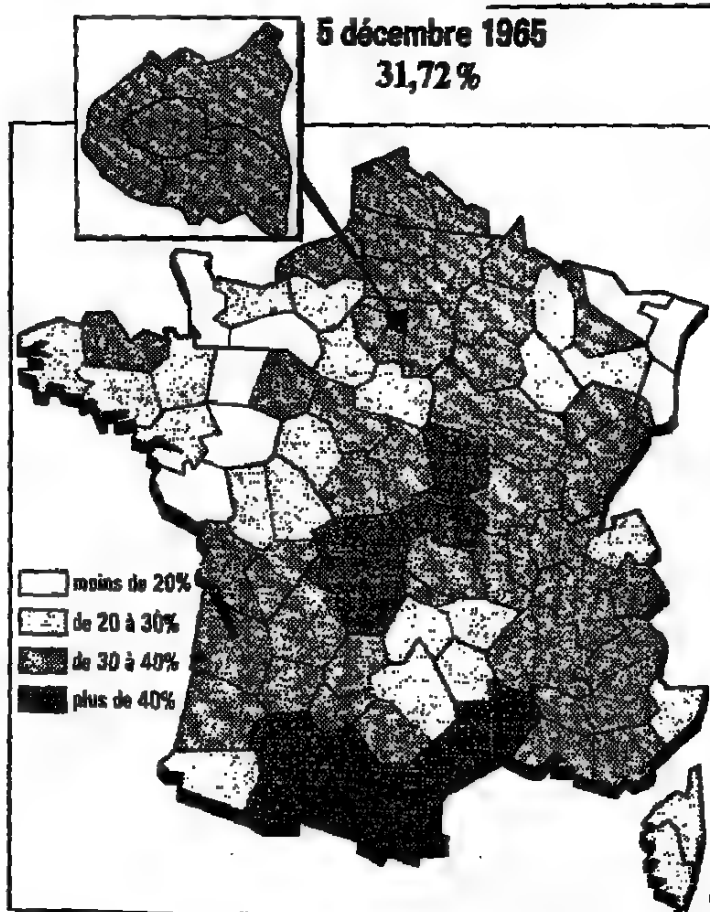 5 décembre 1965
31,72 %
moins de 20%
de 20 à 30%
de 30 à 40%
plus de 40%